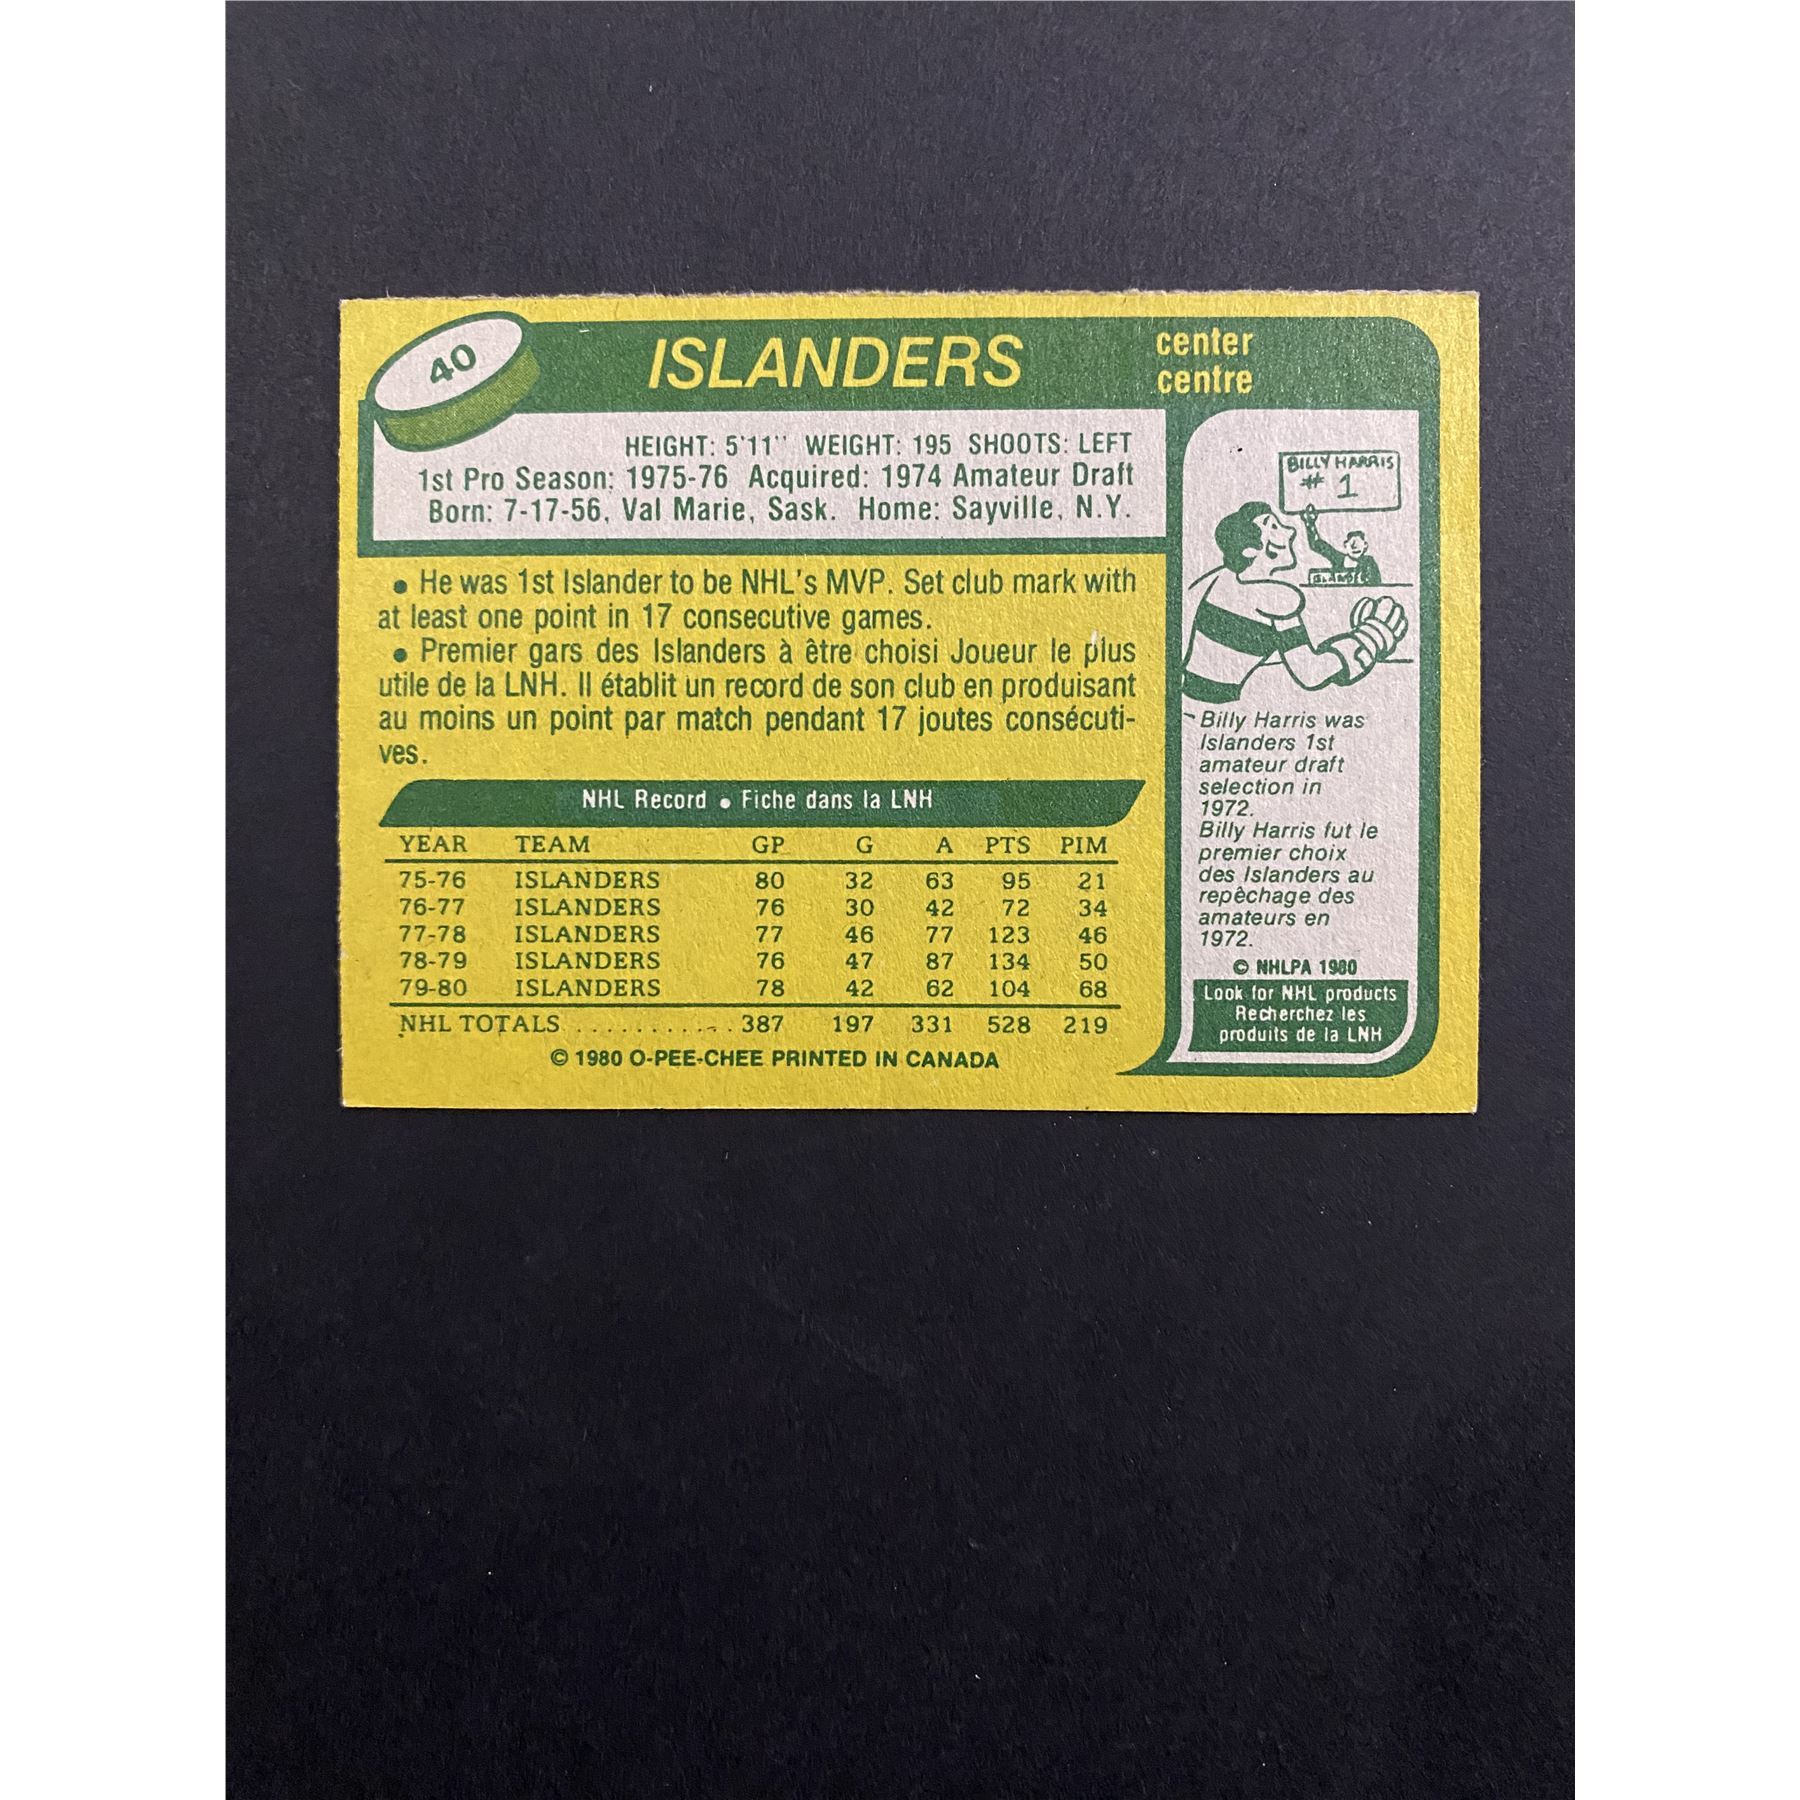 40
ISLANDERS
center
centre
HEIGHT: 5'11'' WEIGHT: 195 SHOOTS: LEFT
1st Pro Season: 1975-76 Acquired: 1974 Amateur Draft
Born: 7-17-56, Val Marie, Sask. Home: Sayville, N.Y.
• He was 1st Islander to be NHL's MVP. Set club mark with
at least one point in 17 consecutive games.
• Premier gars des Islanders à être choisi Joueur le plus
utile de la LNH. Il établit un record de son club en produisant
au moins un point par match pendant 17 joutes consécuti-
ves.
NHL Record • Fiche dans la LNH
YEAR TEAM GP G A PTS PIM
75-76 ISLANDERS 80 32 63 95 21
76-77 ISLANDERS 76 30 42 72 34
77-78 ISLANDERS 77 46 77 123 46
78-79 ISLANDERS 76 47 87 134 50
79-80 ISLANDERS 78 42 62 104 68
NHL TOTALS ............ 387 197 331 528 219
© 1980 O-PEE-CHEE PRINTED IN CANADA
BILLY HARRIS
# 1
Billy Harris was
Islanders 1st
amateur draft
selection in
1972.
Billy Harris fut le
premier choix
des Islanders au
repêchage des
amateurs en
1972.
© NHLPA 1980
Look for NHL products
Recherchez les
produits de la LNH